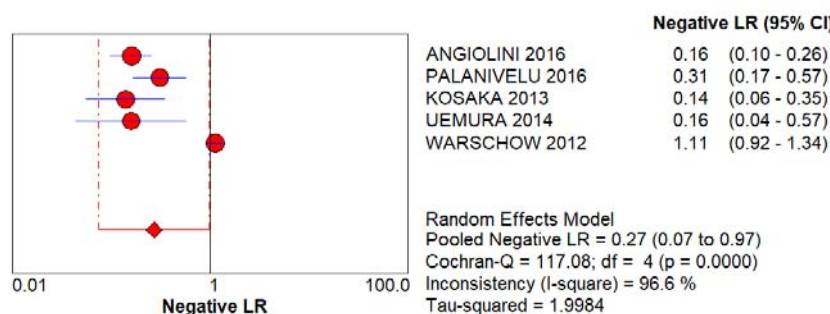 Negative LR (95% CI)
ANGIOLINI 2016 0.16 (0.10 - 0.26)
PALANIVELU 2016 0.31 (0.17 - 0.57)
KOSAKA 2013 0.14 (0.06 - 0.35)
UEMURA 2014 0.16 (0.04 - 0.57)
WARSCHOW 2012 1.11 (0.92 - 1.34)
Random Effects Model
Pooled Negative LR = 0.27 (0.07 to 0.97)
Cochran-Q = 117.08; df = 4 (p = 0.0000)
Inconsistency (I-square) = 96.6 %
Tau-squared = 1.9984
0.01 1 100.0
Negative LR